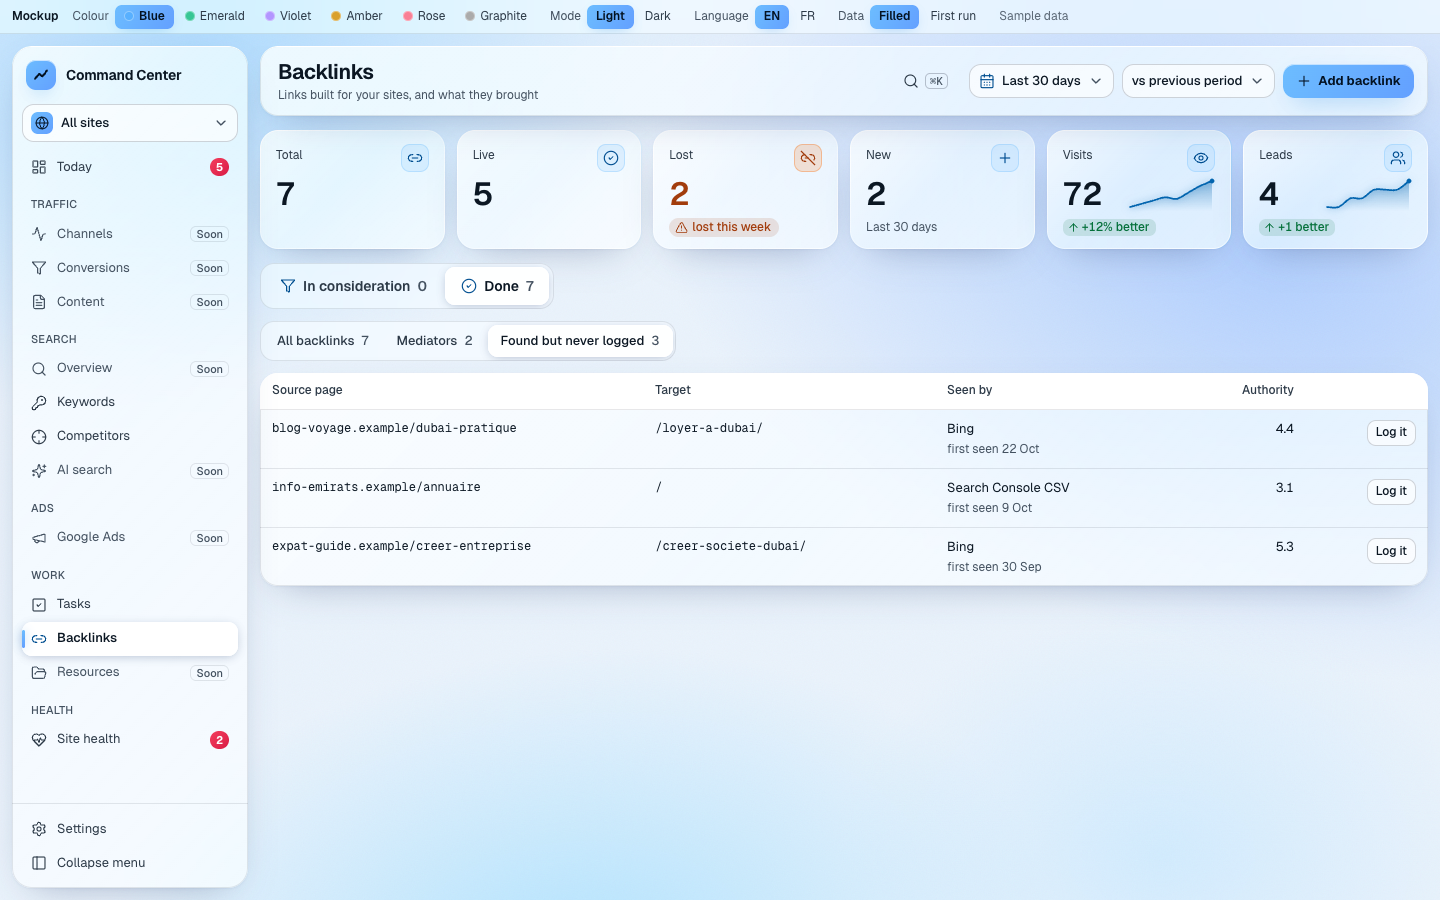 Mockup Colour Blue Emerald Violet Amber Rose Graphite Mode Light Dark Language EN FR Data Filled First run Sample data
Command Center
All sites
Today 5
TRAFFIC
Channels Soon
Conversions Soon
Content Soon
SEARCH
Overview Soon
Keywords
Competitors
AI search Soon
ADS
Google Ads Soon
WORK
Tasks
Backlinks
Resources Soon
HEALTH
Site health 2
Settings
Collapse menu
Backlinks
Links built for your sites, and what they brought
⌘K
Last 30 days
vs previous period
Add backlink
Total
7
Live
5
Lost
2
lost this week
New
2
Last 30 days
Visits
72
+12% better
Leads
4
+1 better
In consideration 0 Done 7
All backlinks 7 Mediators 2 Found but never logged 3
Source page Target Seen by Authority
blog-voyage.example/dubai-pratique /loyer-a-dubai/ Bing 4.4 Log it
first seen 22 Oct
info-emirats.example/annuaire / Search Console CSV 3.1 Log it
first seen 9 Oct
expat-guide.example/creer-entreprise /creer-societe-dubai/ Bing 5.3 Log it
first seen 30 Sep